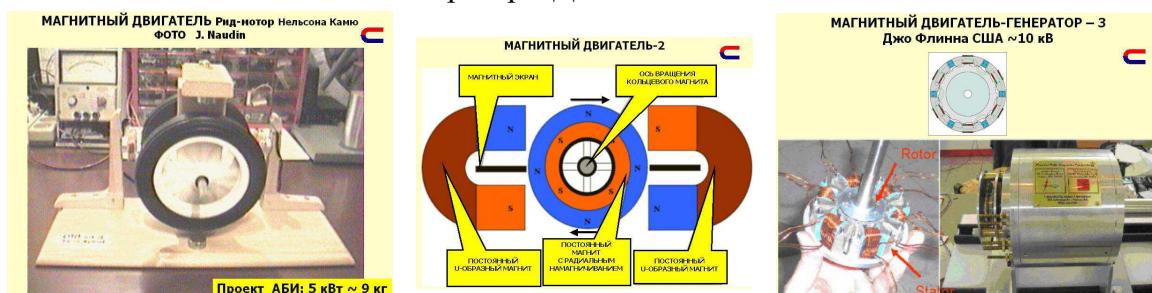 МАГНИТНЫЙ ДВИГАТЕЛЬ Рид-мотор Нельсона Камю
ФОТО J. Naudin
Проект АБИ: 5 кВт ~ 9 кг
МАГНИТНЫЙ ДВИГАТЕЛЬ-2
МАГНИТНЫЙ ЭКРАН
ОСЬ ВРАЩЕНИЯ
КОЛЬЦЕВОГО МАГНИТА
N
N
S
S
S
S
N
S
N
S
N
ПОСТОЯННЫЙ
U-ОБРАЗНЫЙ МАГНИТ
ПОСТОЯННЫЙ
МАГНИТ
С РАДИАЛЬНЫМ
НАМАГНИЧИВАНИЕМ
ПОСТОЯННЫЙ
U-ОБРАЗНЫЙ МАГНИТ
МАГНИТНЫЙ ДВИГАТЕЛЬ-ГЕНЕРАТОР – 3
Джо Флинна США ~10 кВ
Rotor
Stator